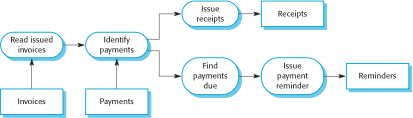 Issue
receipts
Receipts
Read issued
invoices
Identify
payments
Find
payments
due
Issue
payment
reminder
Reminders
Invoices
Payments